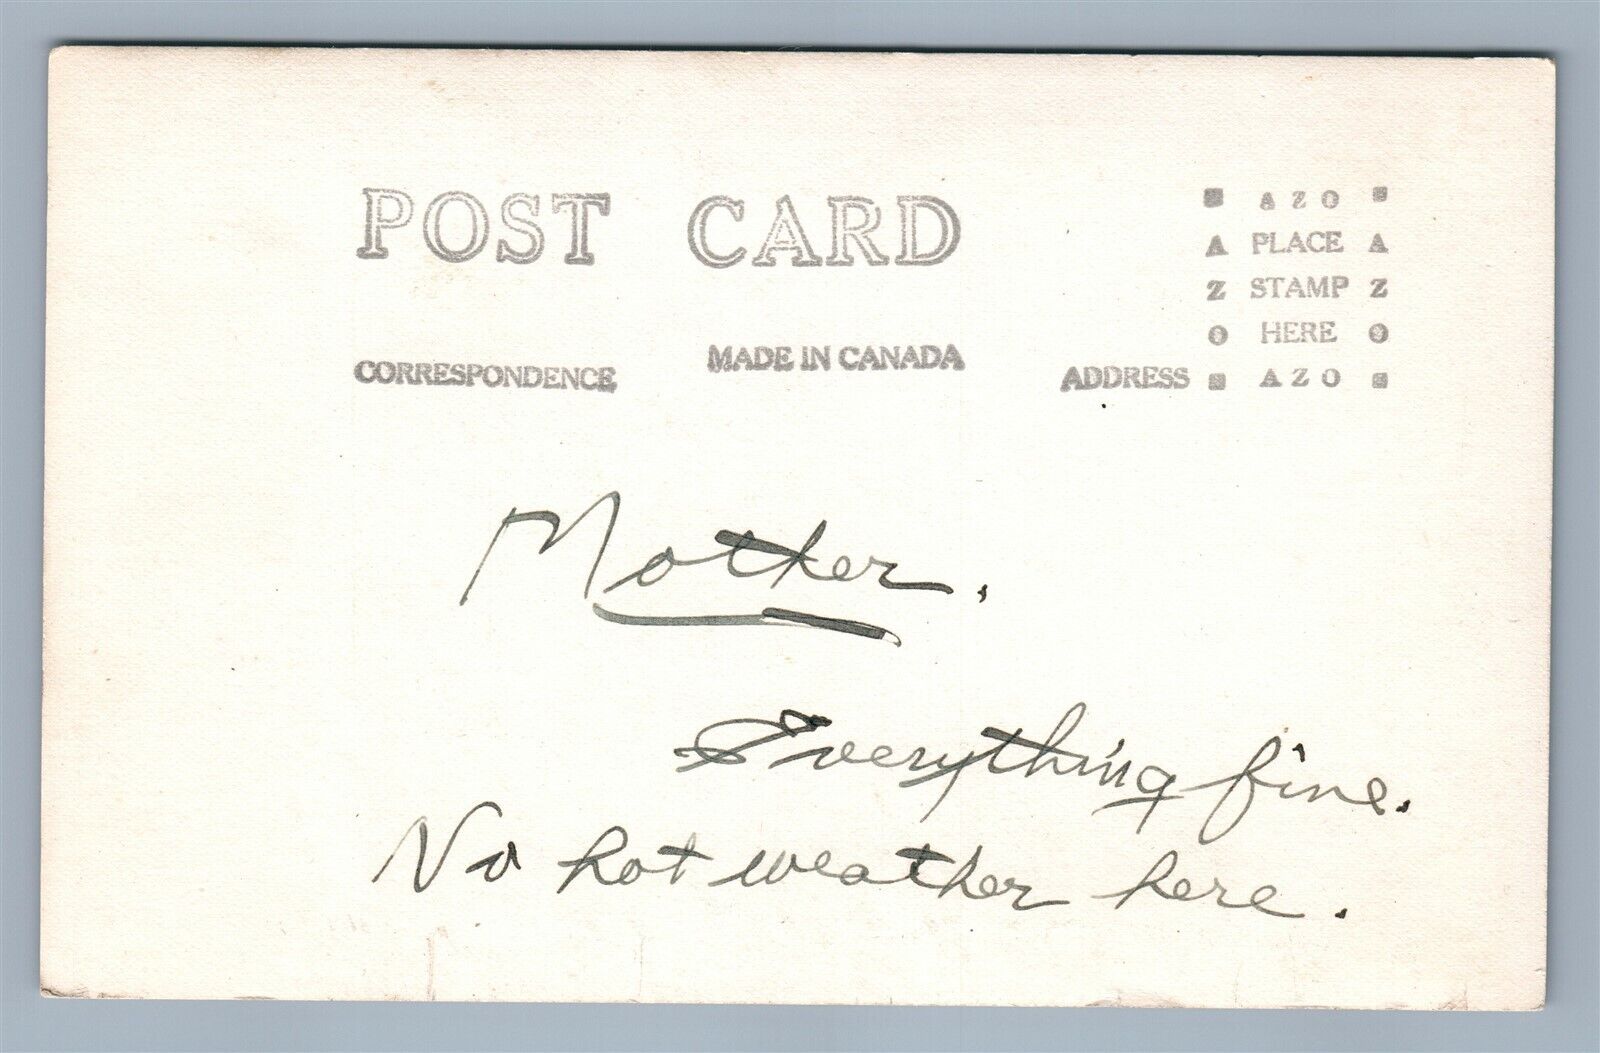 POST CARD
AZO
A PLACE A
Z STAMP Z
O HERE O
AZO
CORRESPONDENCE
MADE IN CANADA
ADDRESS
Mother.
Everything fine.
No hot weather here.